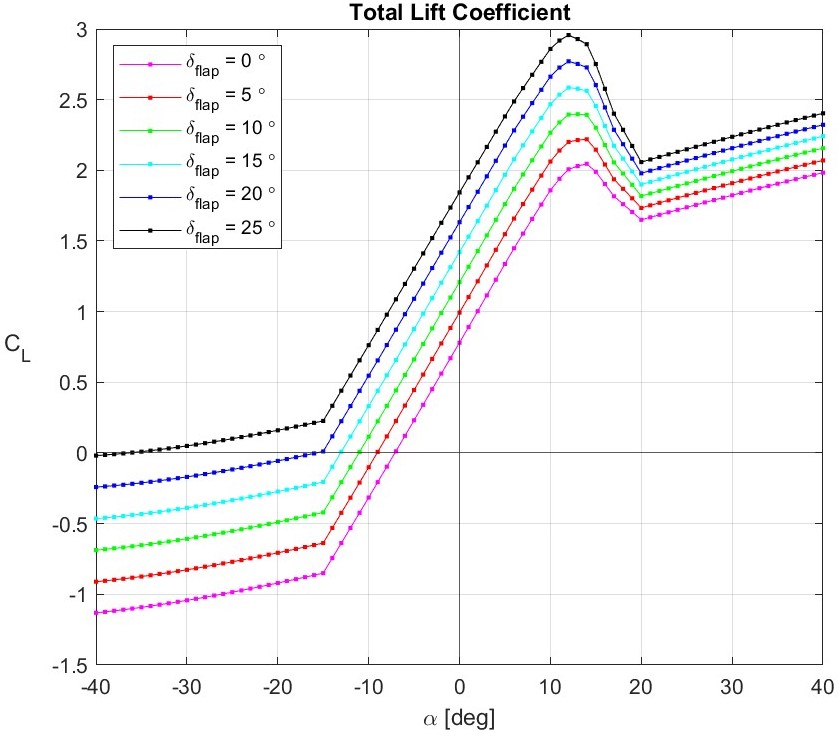 Total Lift Coefficient
δflap = 0 °
δflap = 5 °
δflap = 10 °
δflap = 15 °
δflap = 20 °
δflap = 25 °
3
2.5
2
1.5
1
0.5
0
-0.5
-1
-1.5
CL
-40 -30 -20 -10 0 10 20 30 40
α [deg]